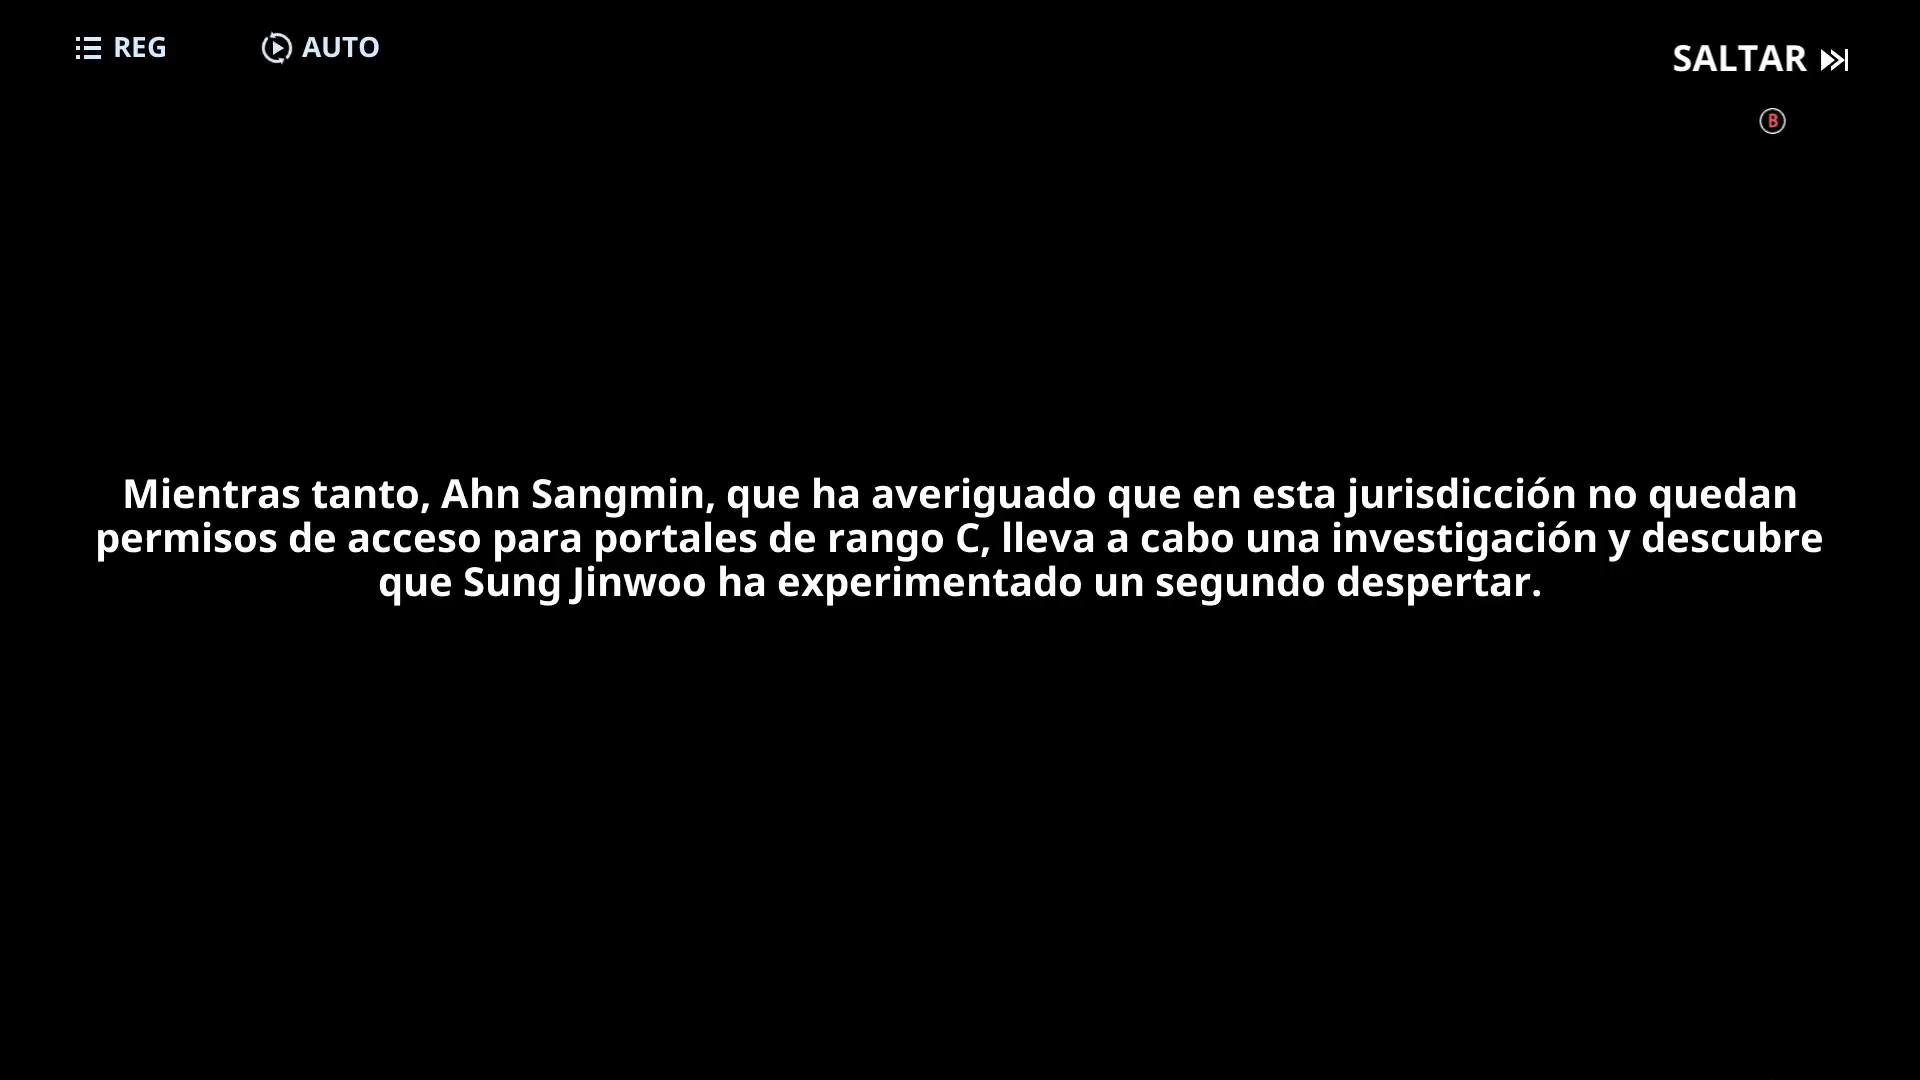 REG
AUTO
SALTAR
B
Mientras tanto, Ahn Sangmin, que ha averiguado que en esta jurisdicción no quedan
permisos de acceso para portales de rango C, lleva a cabo una investigación y descubre
que Sung Jinwoo ha experimentado un segundo despertar.